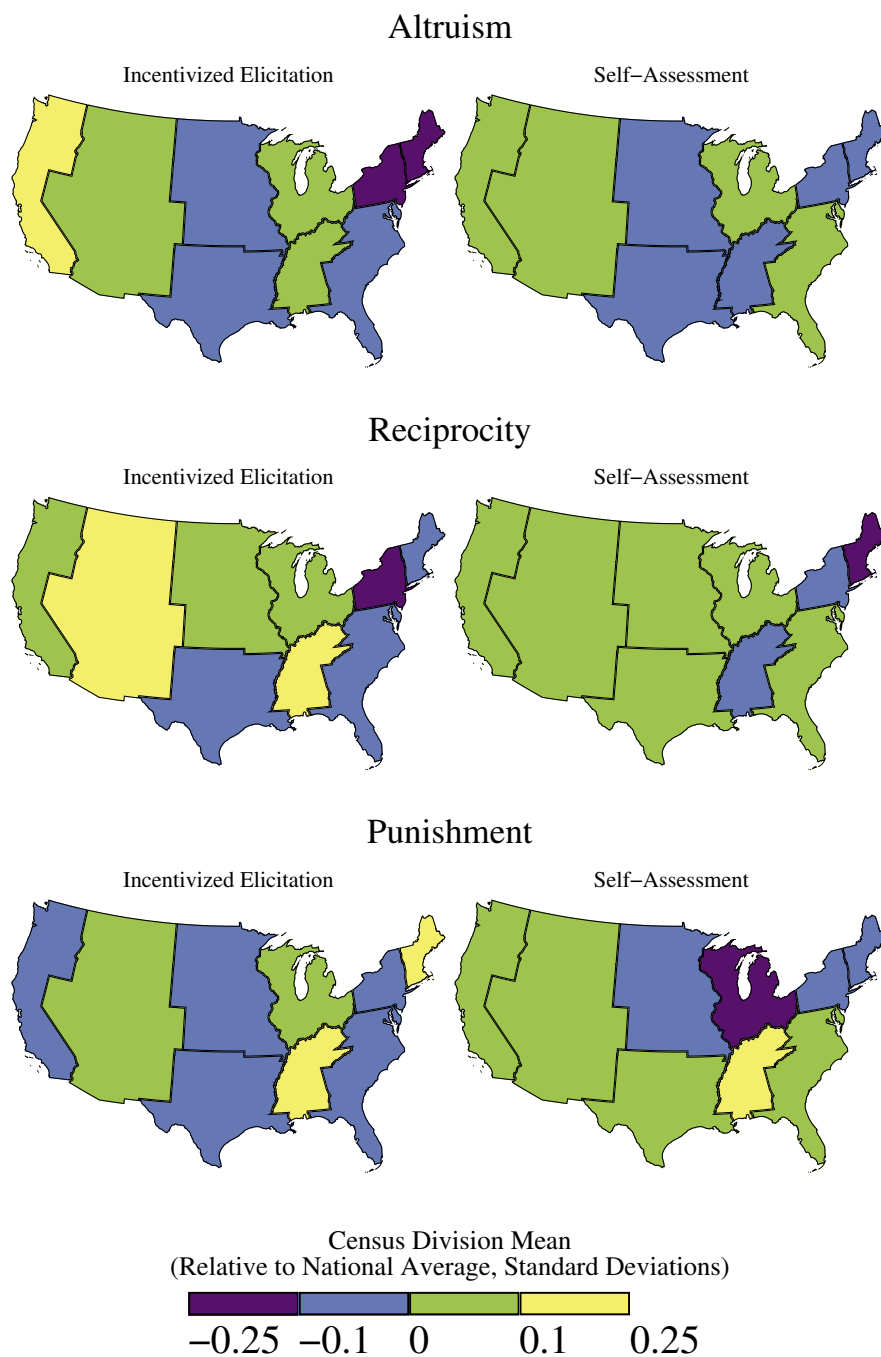 Altruism
Incentivized Elicitation
Self−Assessment
Reciprocity
Incentivized Elicitation
Self−Assessment
Punishment
Incentivized Elicitation
Self−Assessment
Census Division Mean
(Relative to National Average, Standard Deviations)
−0.25 −0.1 0 0.1 0.25